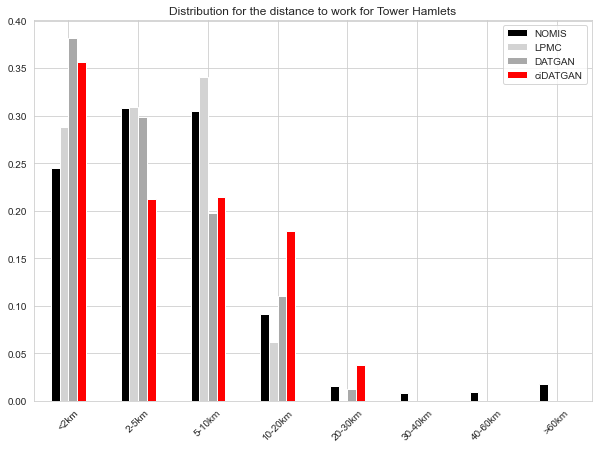 Distribution for the distance to work for Tower Hamlets
NOMIS
LPMC
DATGAN
ciDATGAN
0.40
0.35
0.30
0.25
0.20
0.15
0.10
0.05
0.00
<2km
2-5km
5-10km
10-20km
20-30km
30-40km
40-60km
>60km